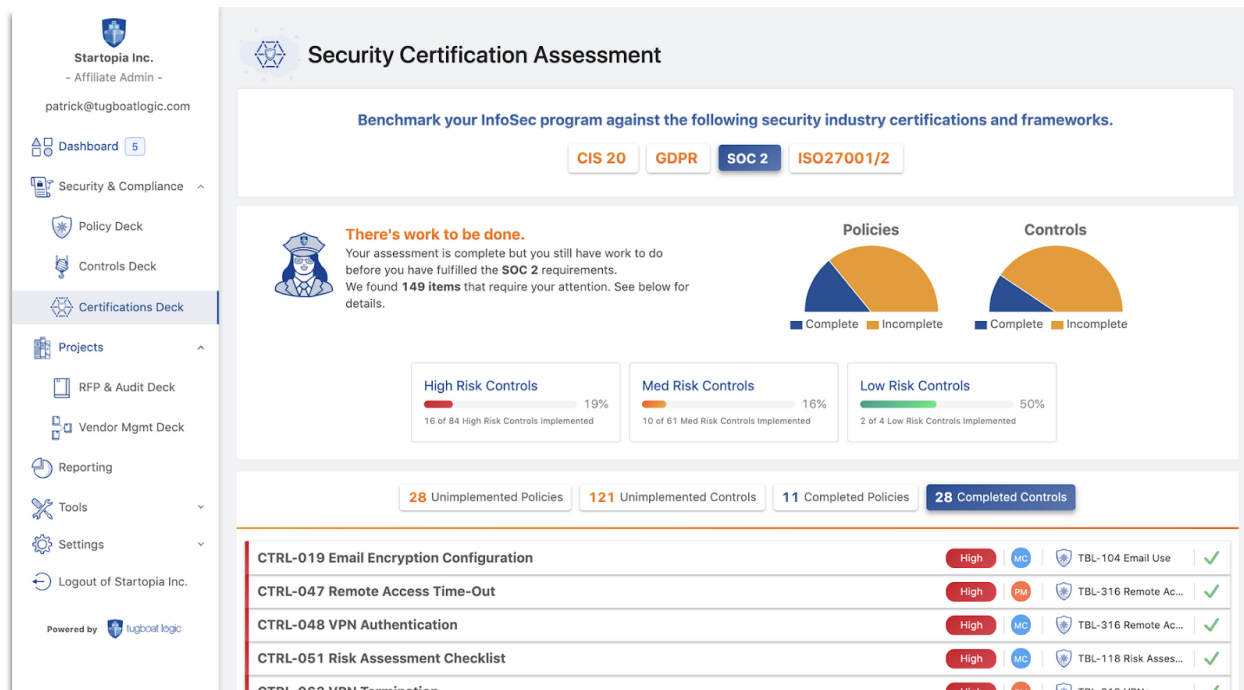 Startopia Inc.
- Affiliate Admin -
patrick@tugboatlogic.com
Dashboard 5
Security & Compliance
Policy Deck
Controls Deck
Certifications Deck
Projects
RFP & Audit Deck
Vendor Mgmt Deck
Reporting
Tools
Settings
Logout of Startopia Inc.
Powered by tugboat logic
Security Certification Assessment
Benchmark your InfoSec program against the following security industry certifications and frameworks.
CIS 20 GDPR SOC 2 ISO27001/2
There's work to be done.
Your assessment is complete but you still have work to do
before you have fulfilled the SOC 2 requirements.
We found 149 items that require your attention. See below for
details.
Policies
Complete Incomplete
Controls
Complete Incomplete
High Risk Controls
19%
16 of 84 High Risk Controls Implemented
Med Risk Controls
16%
10 of 61 Med Risk Controls Implemented
Low Risk Controls
50%
2 of 4 Low Risk Controls Implemented
28 Unimplemented Policies 121 Unimplemented Controls 11 Completed Policies 28 Completed Controls
CTRL-019 Email Encryption Configuration High MC TBL-104 Email Use
CTRL-047 Remote Access Time-Out High PM TBL-316 Remote Ac...
CTRL-048 VPN Authentication High MC TBL-316 Remote Ac...
CTRL-051 Risk Assessment Checklist High MC TBL-118 Risk Asses...
VPN Termination High